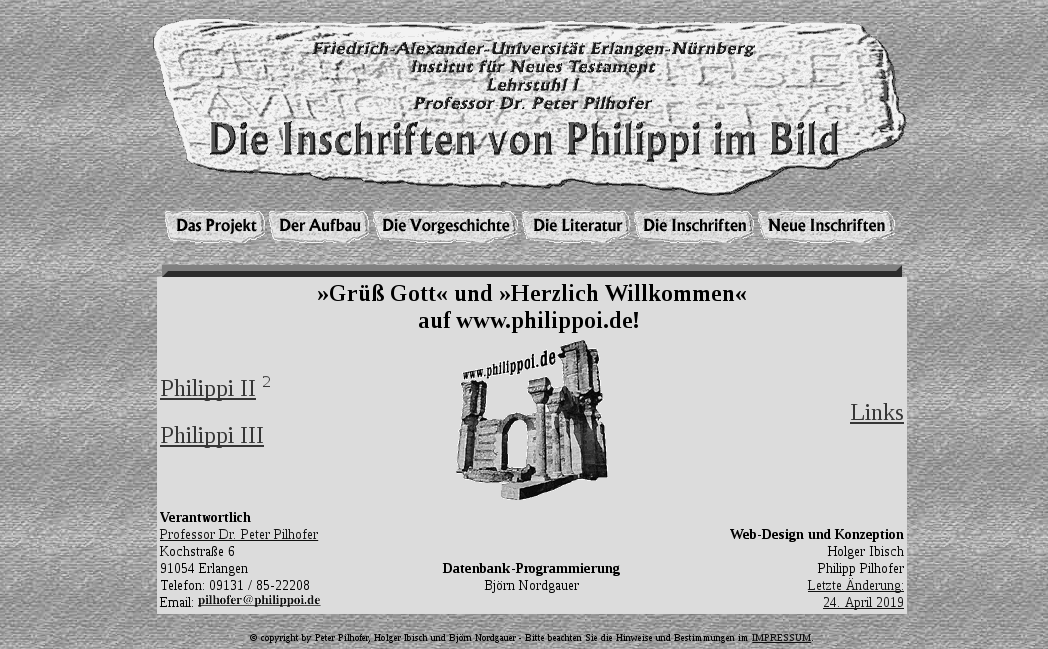 Friedrich-Alexander-Universität Erlangen-Nürnberg
Institut für Neues Testament
Lehrstuhl I
Professor Dr. Peter Pilhofer
Die Inschriften von Philippi im Bild
Das Projekt Der Aufbau Die Vorgeschichte Die Literatur Die Inschriften Neue Inschriften
»Grüß Gott« und »Herzlich Willkommen«
auf www.philippoi.de!
www.philippoi.de
Philippi II 2
Philippi III
Links
Verantwortlich
Professor Dr. Peter Pilhofer
Kochstraße 6
91054 Erlangen
Telefon: 09131 / 85-22208
Email: pilhofer@philippoi.de
Datenbank-Programmierung
Björn Nordgauer
Web-Design und Konzeption
Holger Ibisch
Philipp Pilhofer
Letzte Änderung:
24. April 2019
© copyright by Peter Pilhofer, Holger Ibisch und Björn Nordgauer - Bitte beachten Sie die Hinweise und Bestimmungen im IMPRESSUM.